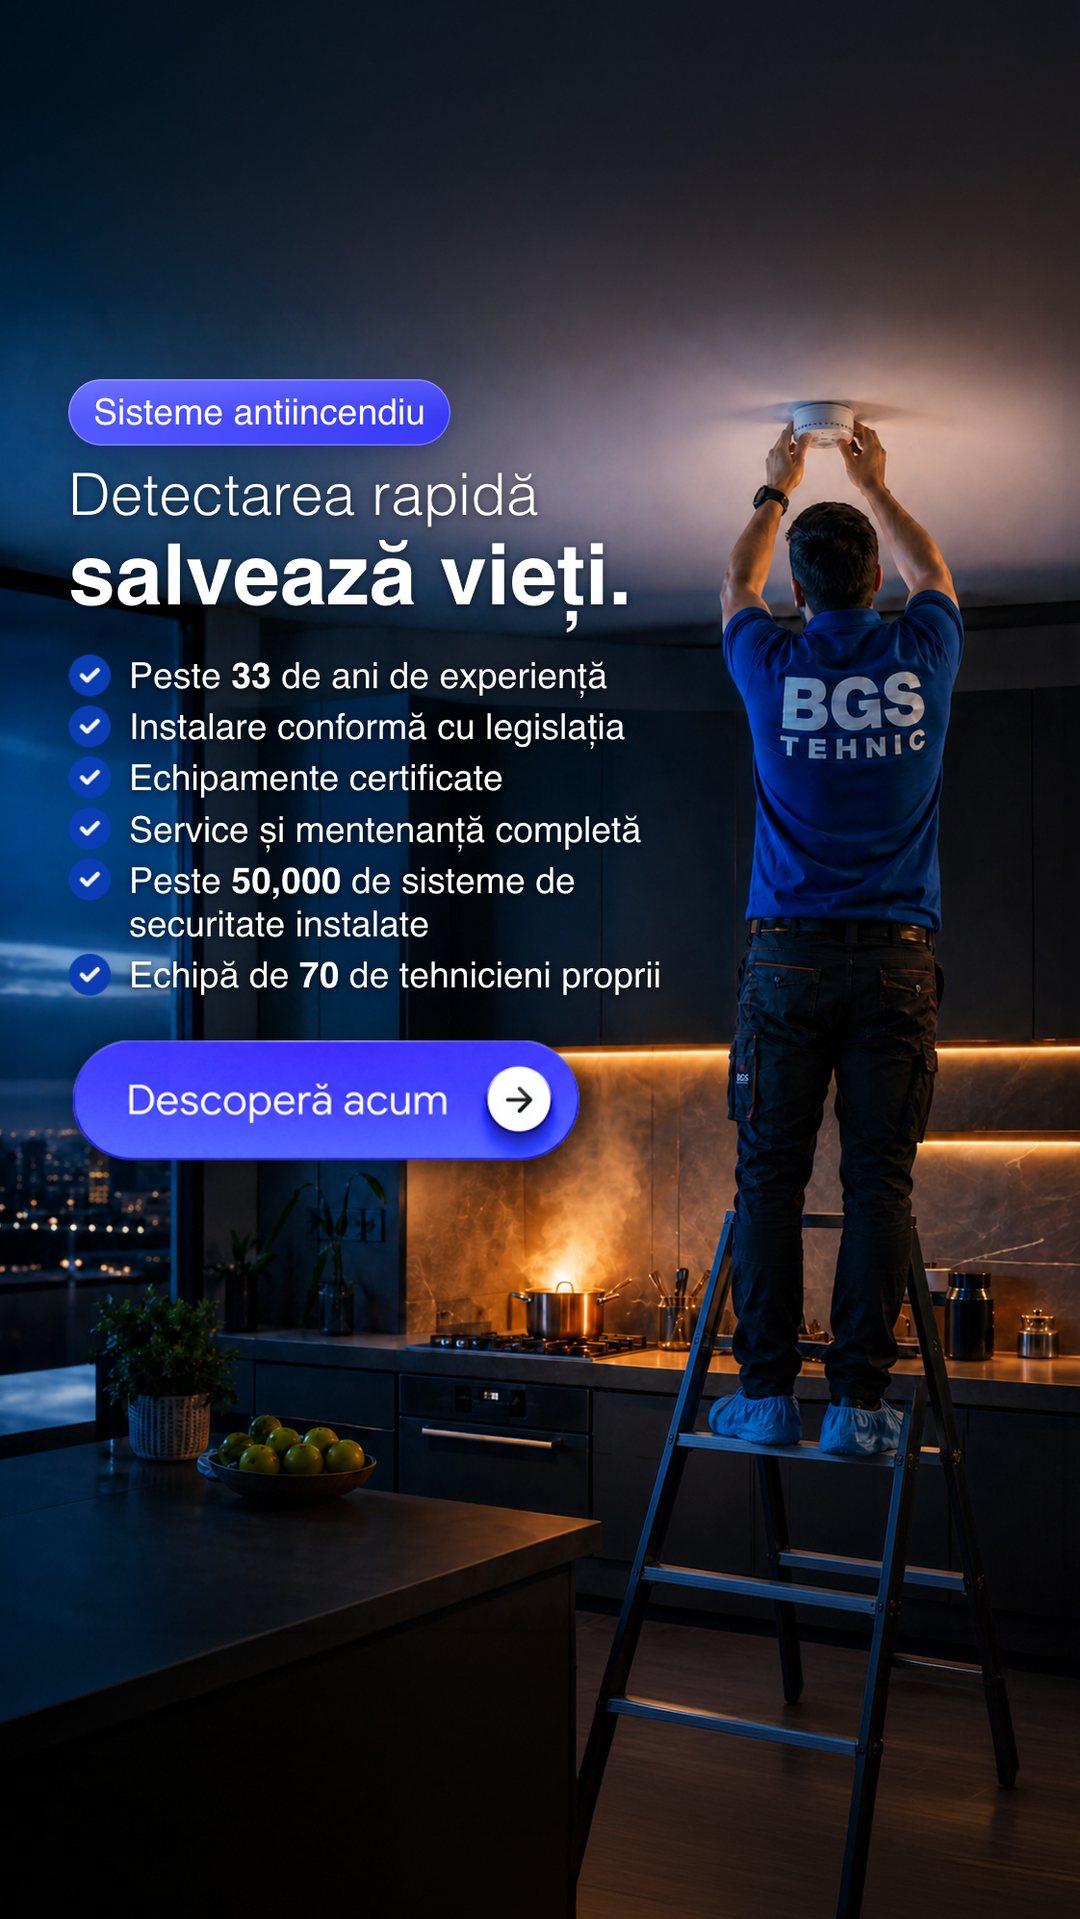 Sisteme antiincendiu
Detectarea rapidă
salvează vieți.
Peste 33 de ani de experiență
Instalare conformă cu legislația
Echipamente certificate
Service și mentenanță completă
Peste 50,000 de sisteme de
securitate instalate
Echipă de 70 de tehnicieni proprii
Descoperă acum
BGS
TEHNIC
BGS